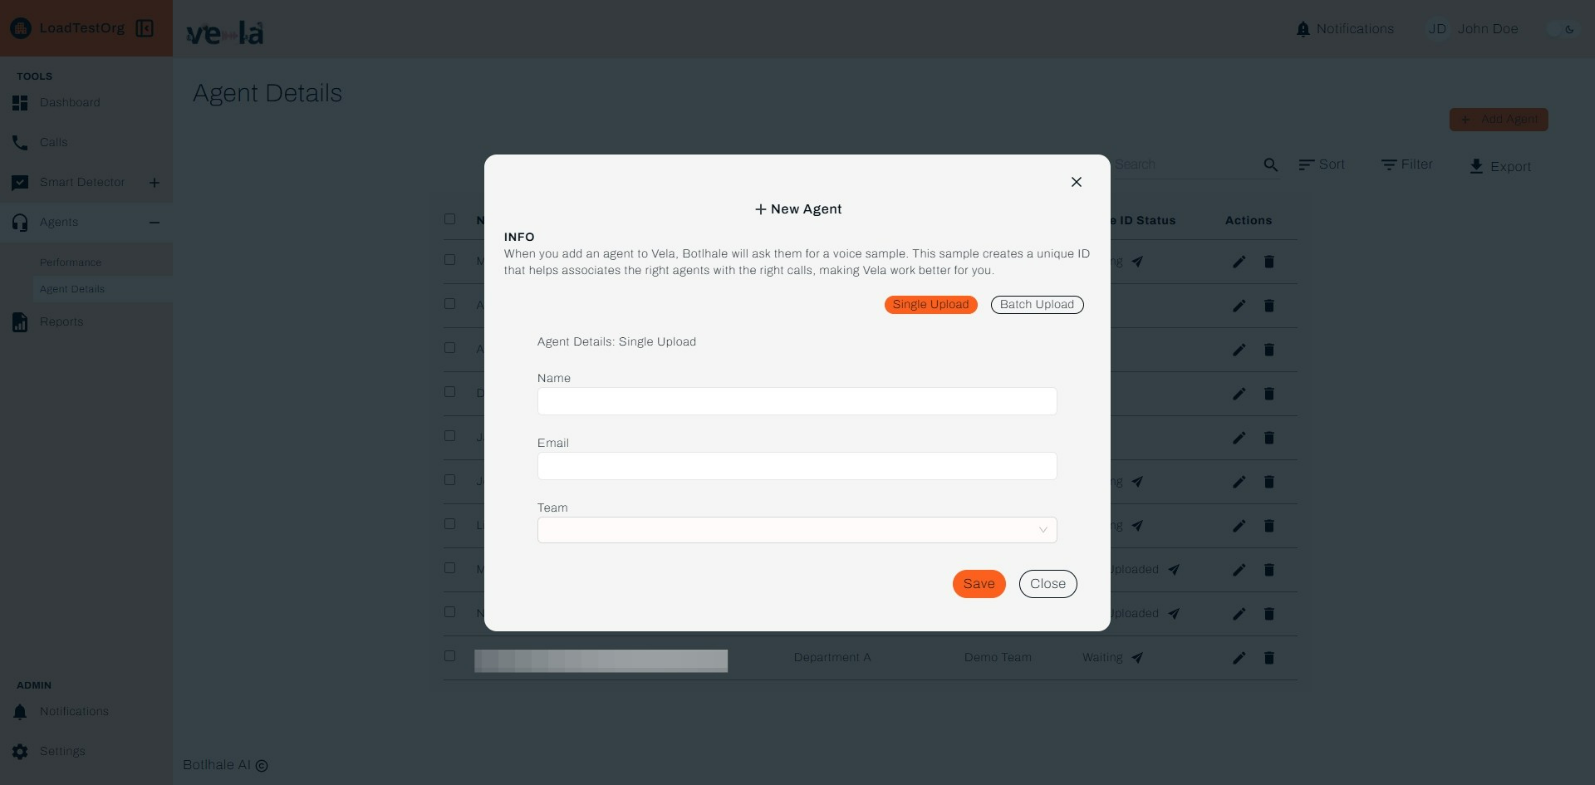 LoadTestOrg
vela
Notifications
JD John Doe
TOOLS
Dashboard
Calls
Smart Detector
Agents
Performance
Agent Details
Reports
ADMIN
Notifications
Settings
Agent Details
+ Add Agent
Search
Sort
Filter
Export
ID Status
Actions
+ New Agent
INFO
When you add an agent to Vela, Botlhale will ask them for a voice sample. This sample creates a unique ID
that helps associates the right agents with the right calls, making Vela work better for you.
Single Upload
Batch Upload
Agent Details: Single Upload
Name
Email
Team
Save
Close
Uploaded
Uploaded
Department A
Demo Team
Waiting
Botlhale AI ©